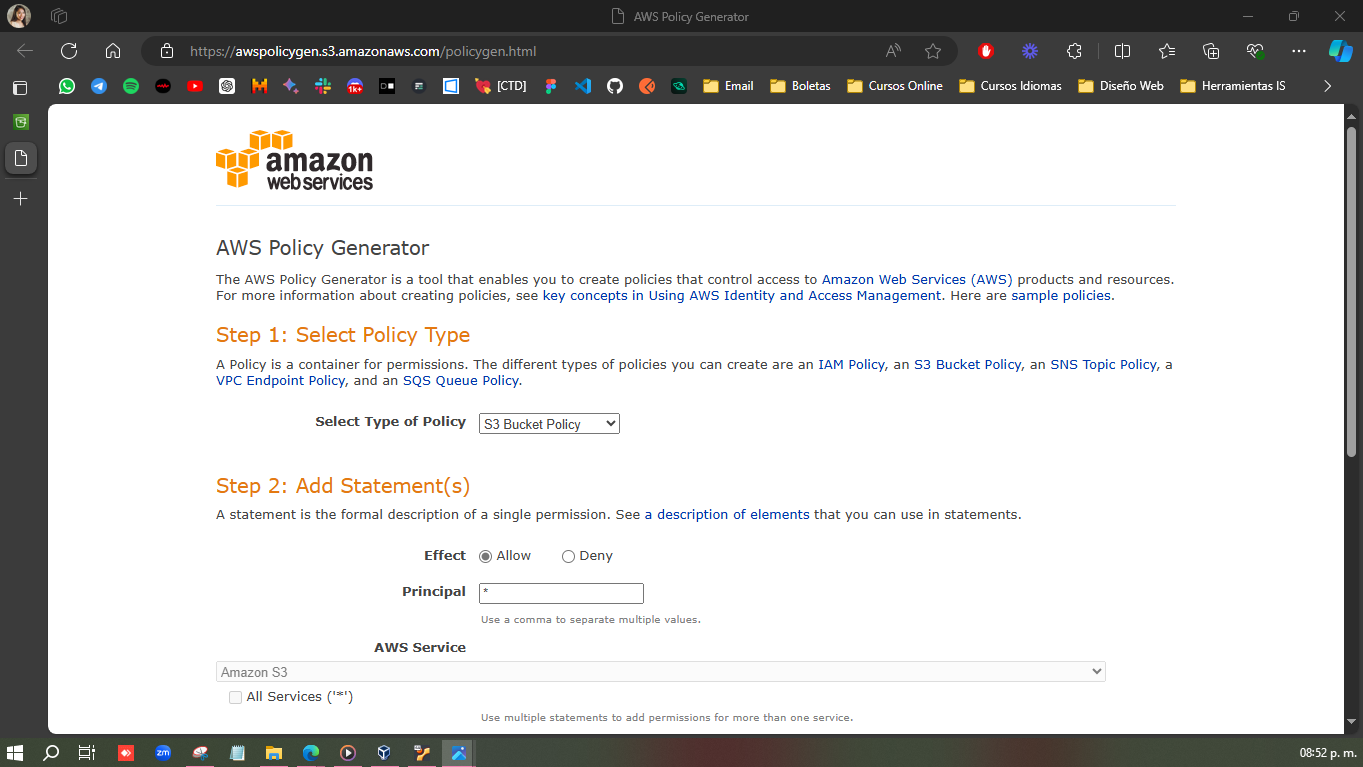 AWS Policy Generator
https://awspolicygen.s3.amazonaws.com/policygen.html
1k+
[CTD]
Email
Boletas
Cursos Online
Cursos Idiomas
Diseño Web
Herramientas IS
amazon
web services
AWS Policy Generator
The AWS Policy Generator is a tool that enables you to create policies that control access to Amazon Web Services (AWS) products and resources.
For more information about creating policies, see key concepts in Using AWS Identity and Access Management. Here are sample policies.
Step 1: Select Policy Type
A Policy is a container for permissions. The different types of policies you can create are an IAM Policy, an S3 Bucket Policy, an SNS Topic Policy, a
VPC Endpoint Policy, and an SQS Queue Policy.
Select Type of Policy S3 Bucket Policy
Step 2: Add Statement(s)
A statement is the formal description of a single permission. See a description of elements that you can use in statements.
Effect Allow Deny
Principal *
Use a comma to separate multiple values.
AWS Service
Amazon S3
All Services ('*')
Use multiple statements to add permissions for more than one service.
zm
08:52 p. m.